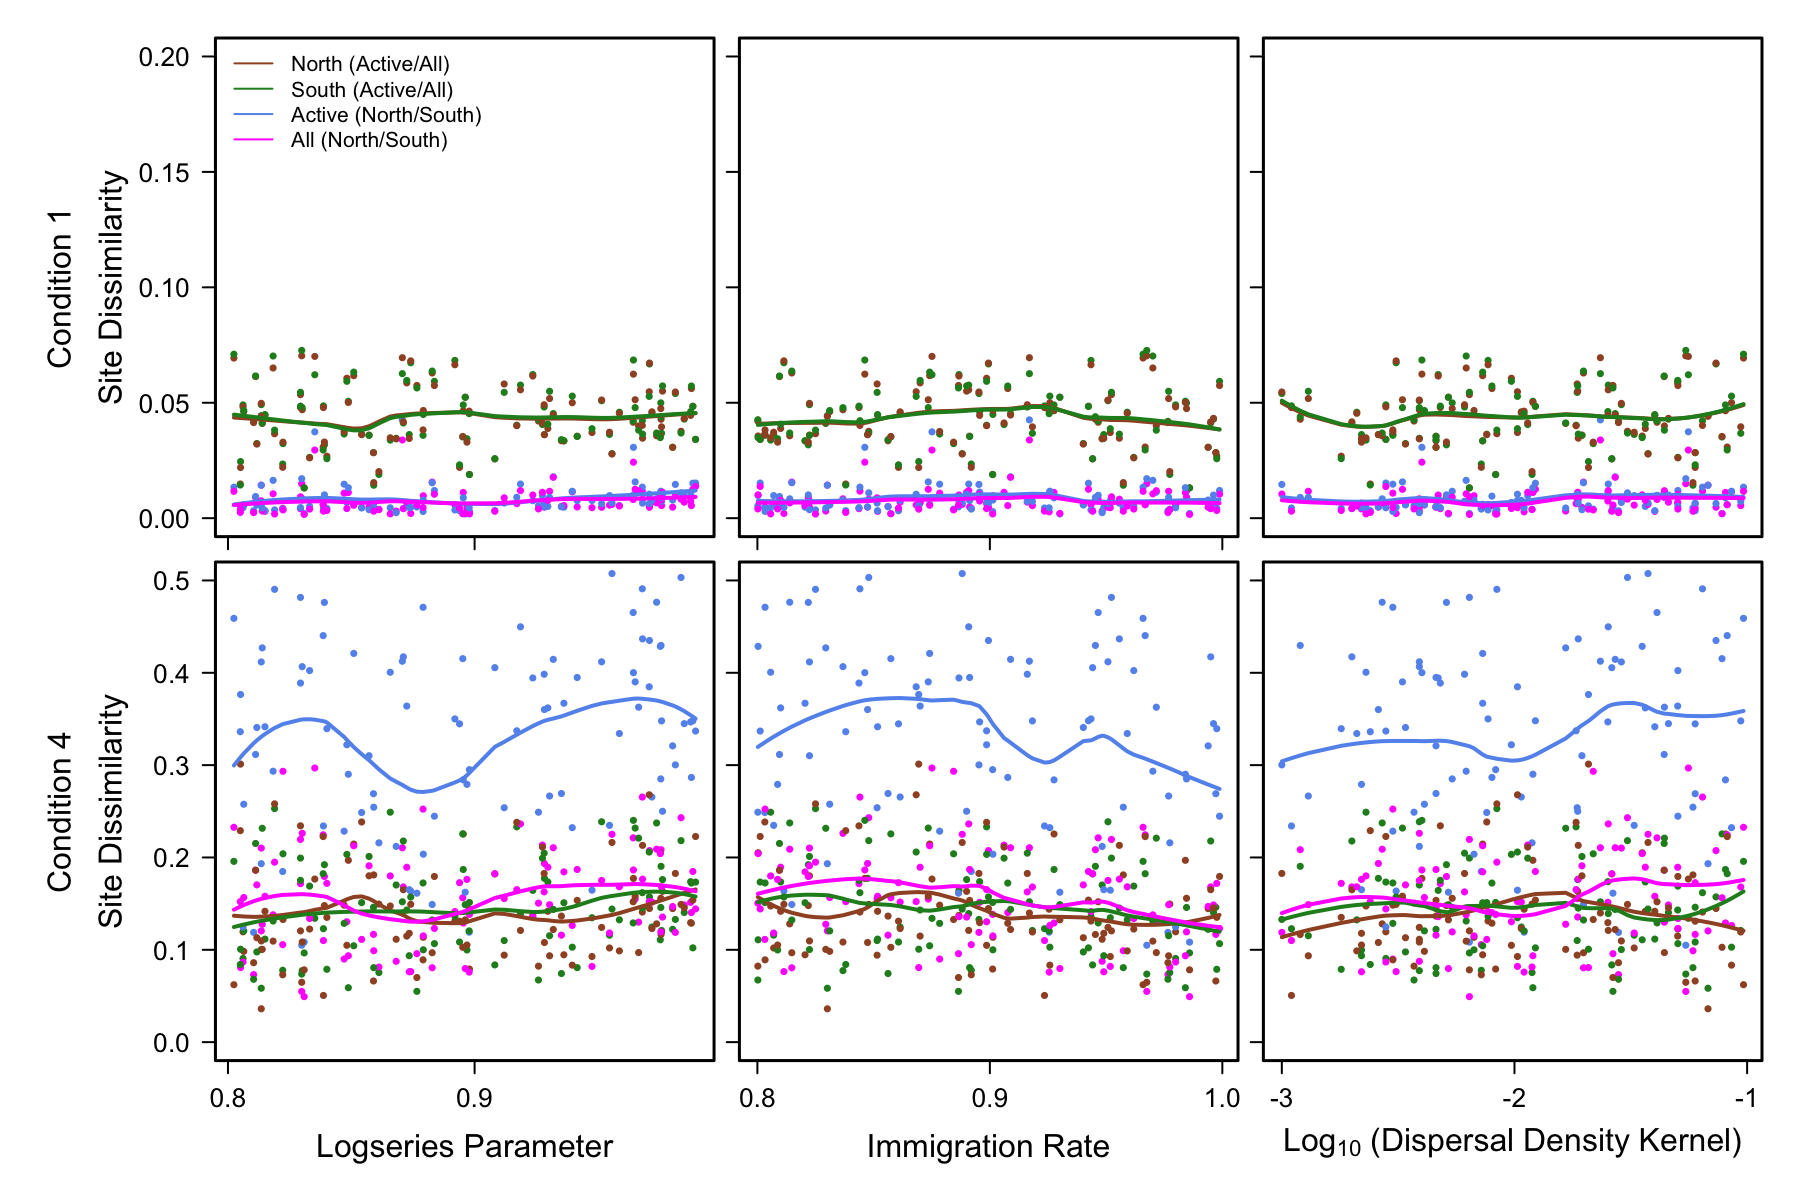 Condition 1
Site Dissimilarity
0.20
0.15
0.10
0.05
0.00
North (Active/All)
South (Active/All)
Active (North/South)
All (North/South)
Condition 4
Site Dissimilarity
0.5
0.4
0.3
0.2
0.1
0.0
0.8 0.9
0.8 0.9 1.0
-3 -2 -1
Logseries Parameter
Immigration Rate
Log₁₀ (Dispersal Density Kernel)